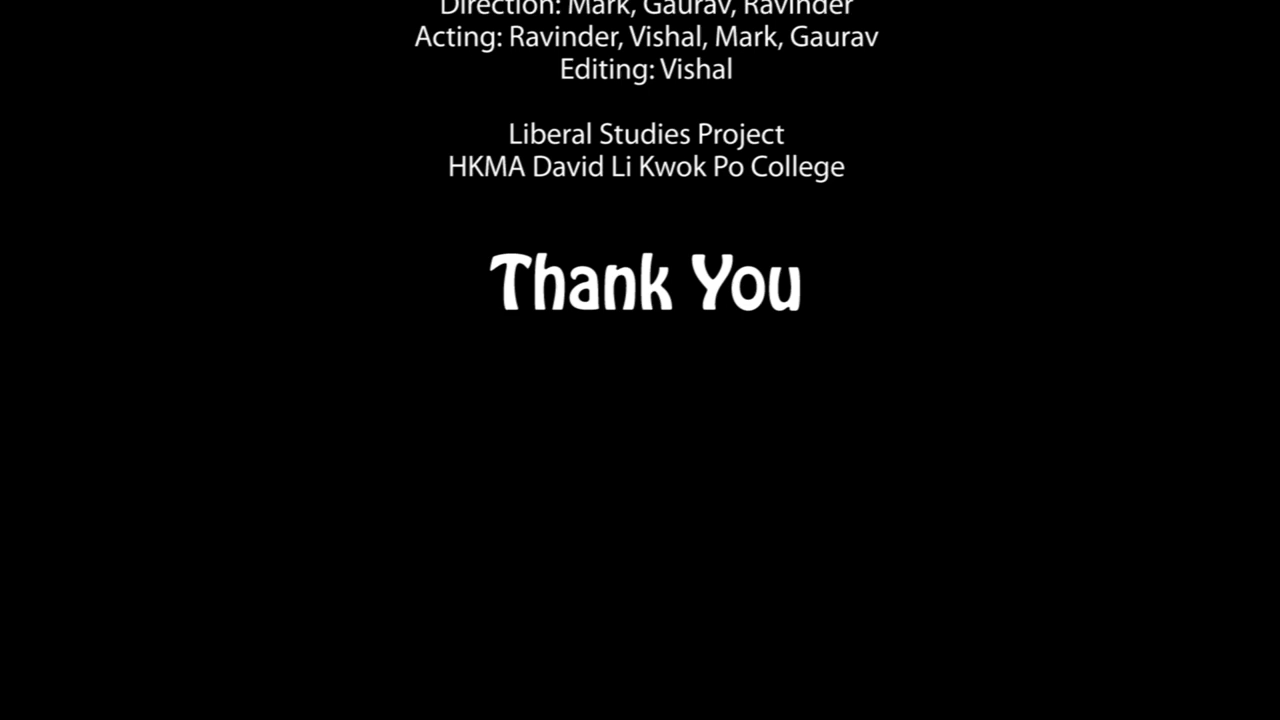 Direction: Mark, Gaurav, Ravinder
Acting: Ravinder, Vishal, Mark, Gaurav
Editing: Vishal
Liberal Studies Project
HKMA David Li Kwok Po College
Thank You